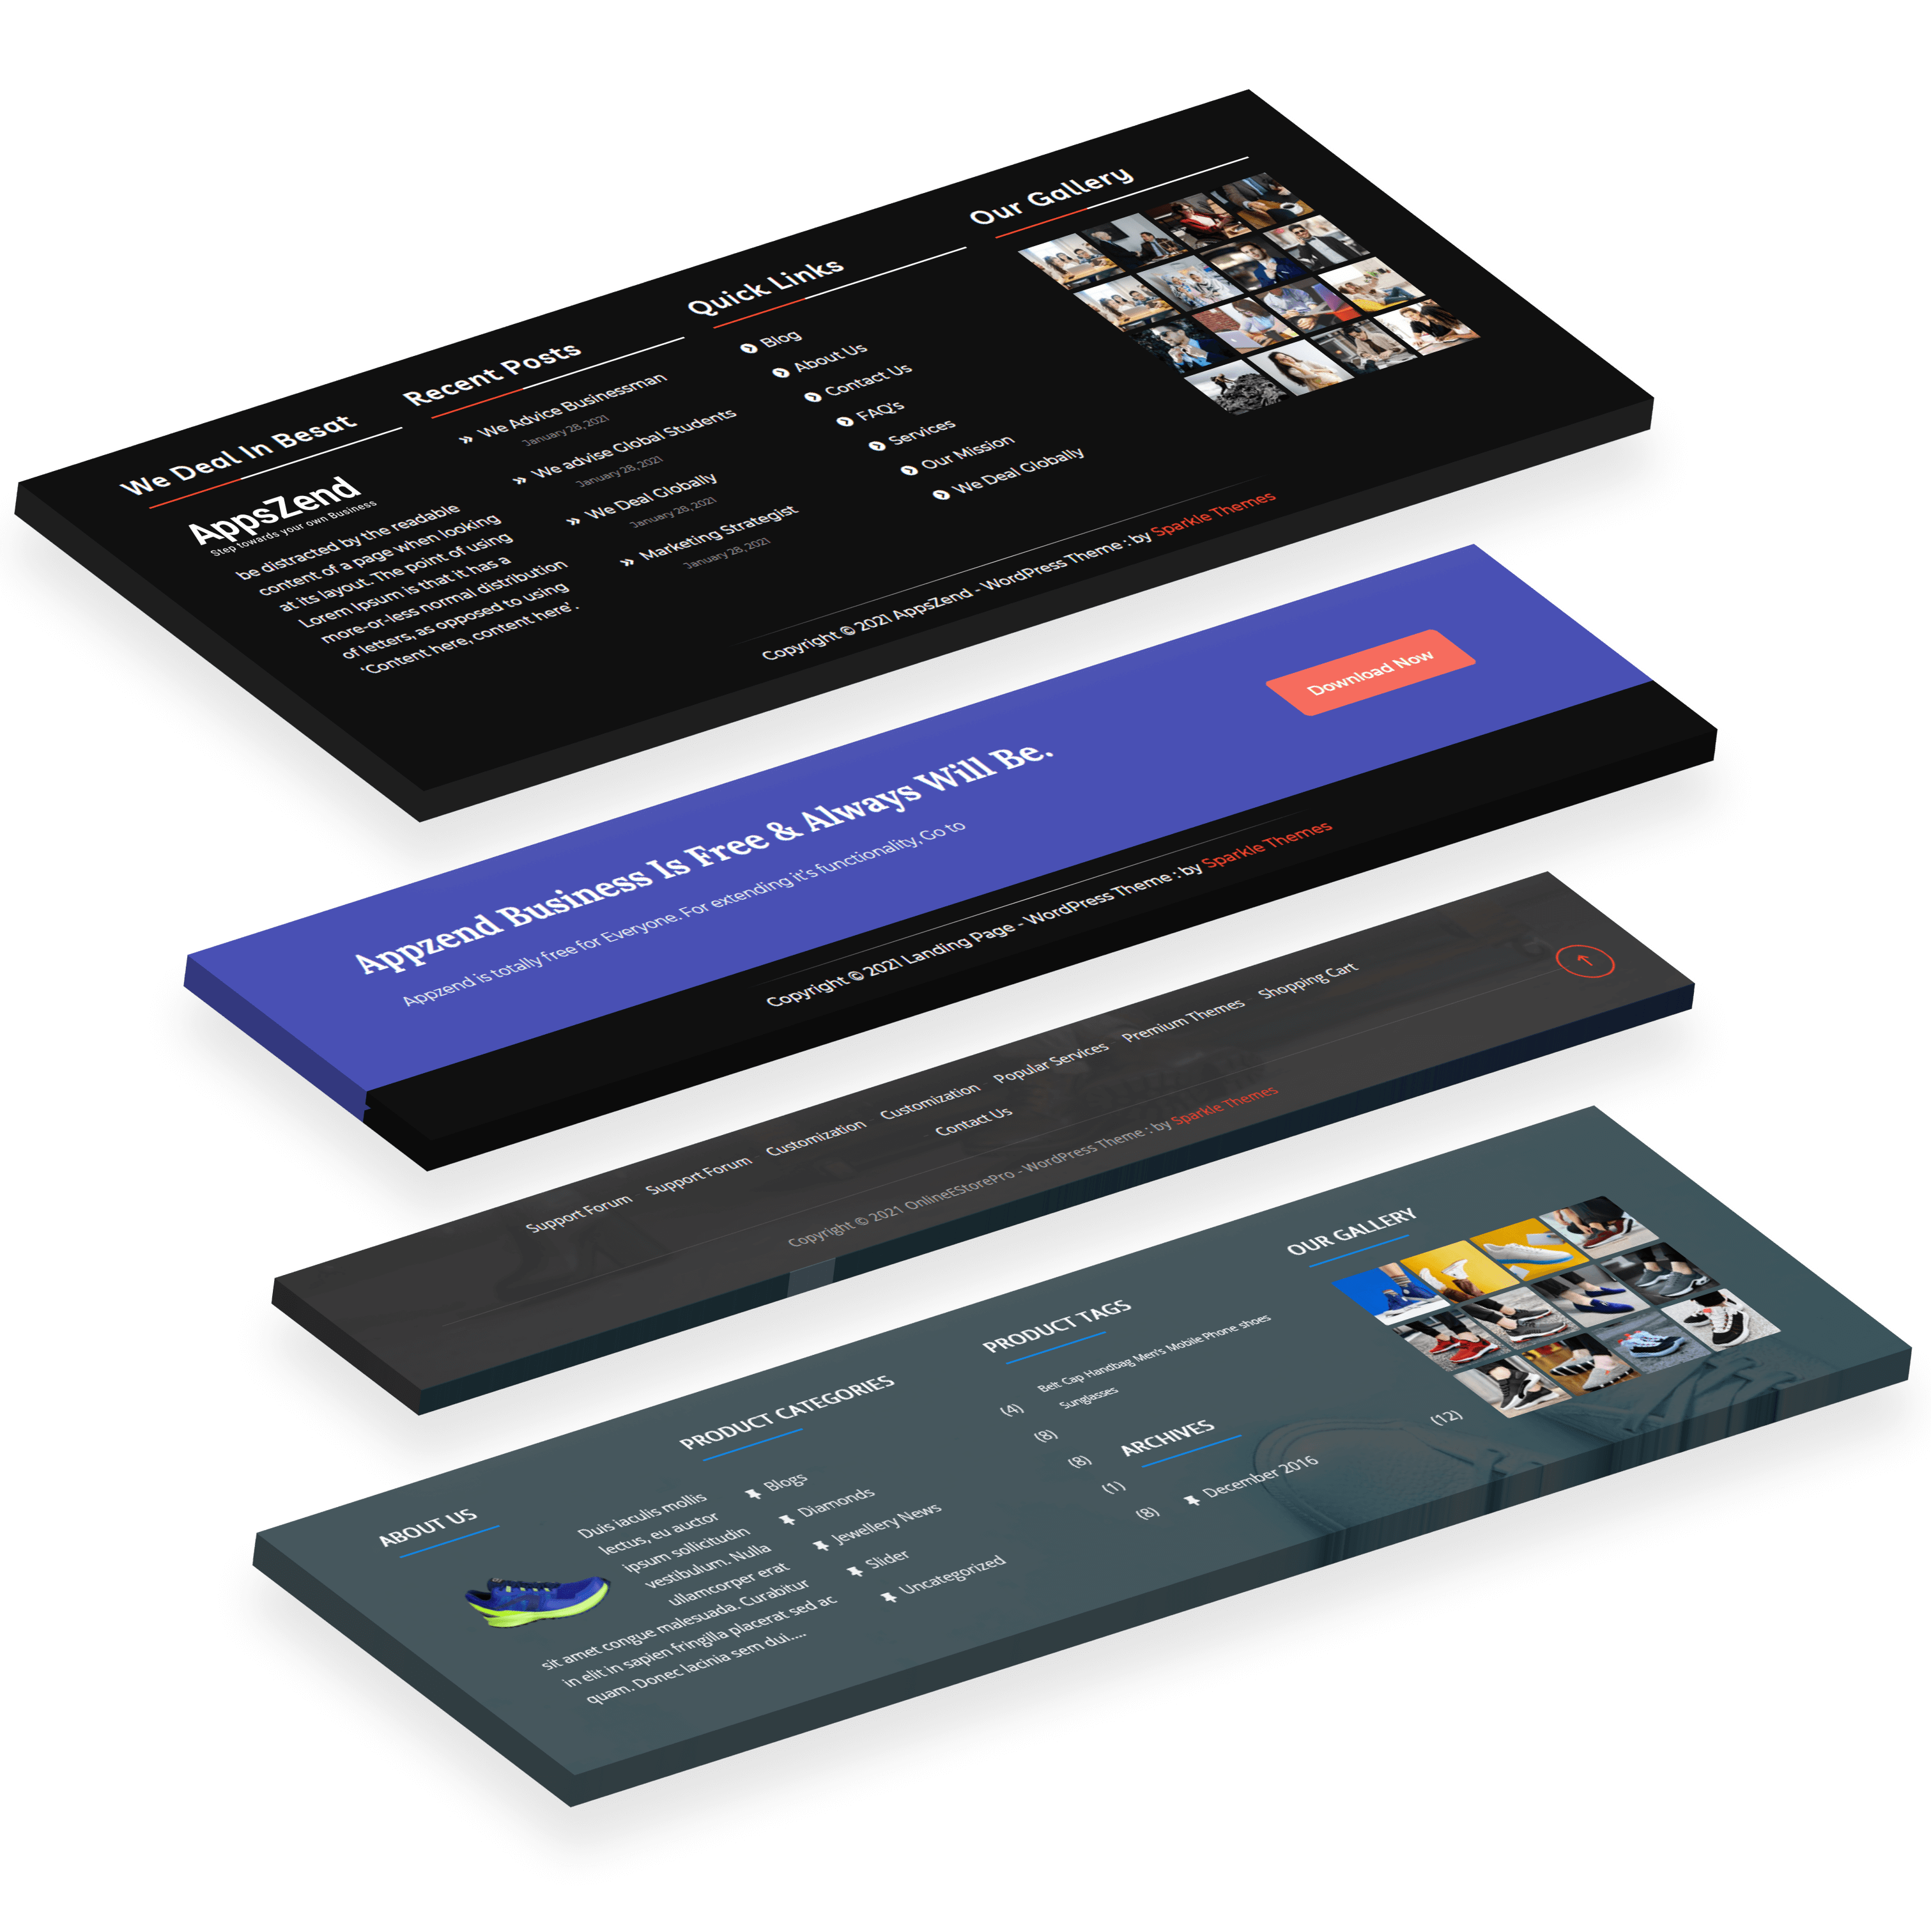 We Deal In Besat
AppsZend
Step towards your own Business
be distracted by the readable
content of a page when looking
at its layout. The point of using
Lorem Ipsum is that it has a
more-or-less normal distribution
of letters, as opposed to using
'Content here, content here'.
Recent Posts
We Advice Businessman
January 28, 2021
We advise Global Students
January 28, 2021
We Deal Globally
January 28, 2021
Marketing Strategist
January 28, 2021
Quick Links
Blog
About Us
Contact Us
FAQ's
Services
Our Mission
We Deal Globally
Our Gallery
Copyright © 2021 AppsZend - WordPress Theme : by Sparkle Themes
Appzend Business Is Free & Always Will Be.
Appzend is totally free for Everyone. For extending it's functionality, Go to
Download Now
Copyright © 2021 Landing Page - WordPress Theme : by Sparkle Themes
Support Forum Support Forum Customization Customization Popular Services Premium Themes Shopping Cart
Contact Us
Copyright © 2021 OnlineEStorePro - WordPress Theme : by Sparkle Themes
ABOUT US
Duis iaculis mollis
lectus, eu auctor
ipsum sollicitudin
vestibulum. Nulla
ullamcorper erat
sit amet congue malesuada. Curabitur
in elit in sapien fringilla placerat sed ac
quam. Donec lacinia sem dui....
PRODUCT CATEGORIES
Blogs (4)
Diamonds (8)
Jewellery News (8)
Slider (1)
Uncategorized (8)
PRODUCT TAGS
Belt Cap Handbag Men's Mobile Phone shoes
Sunglasses
ARCHIVES
December 2016 (12)
OUR GALLERY